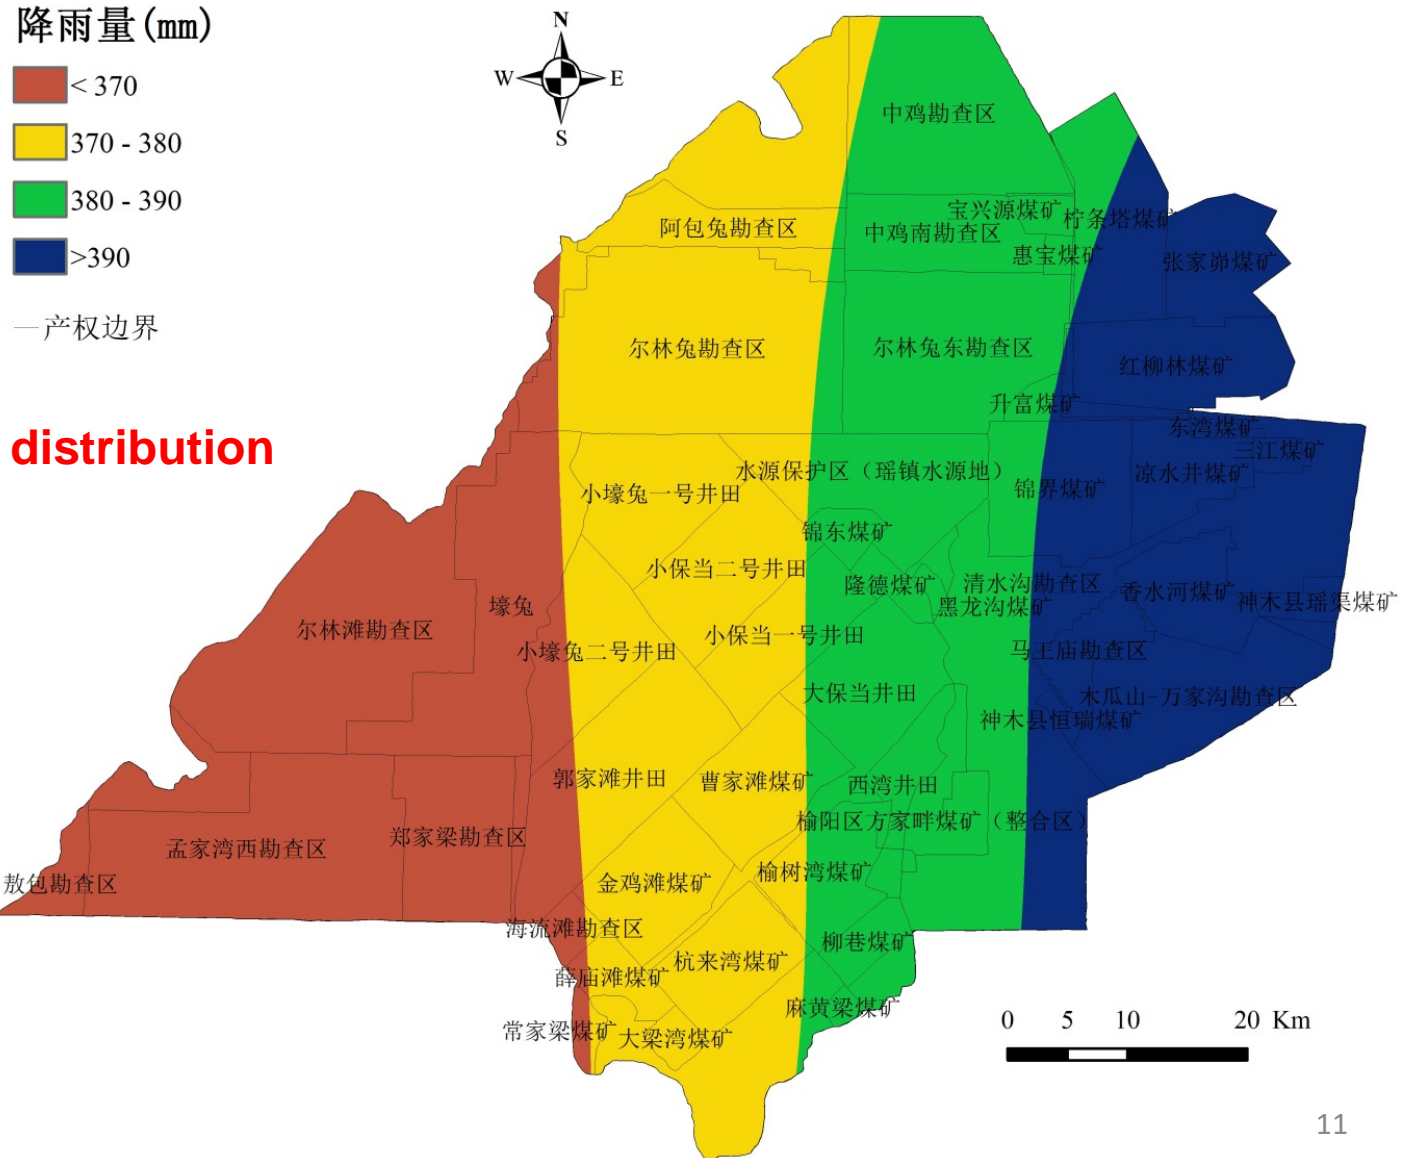 降雨量(mm)
< 370
370 - 380
380 - 390
>390
产权边界
N
W
E
S
distribution
中鸡勘查区
宝兴源煤矿
柠条塔煤矿
阿包兔勘查区
中鸡南勘查区
惠宝煤矿
张家峁煤矿
尔林兔勘查区
尔林兔东勘查区
红柳林煤矿
升富煤矿
东湾煤矿
三江煤矿
水源保护区（瑶镇水源地）
凉水井煤矿
小壕兔一号井田
锦界煤矿
锦东煤矿
小保当二号井田
隆德煤矿
清水沟勘查区
香水河煤矿
神木县瑶渠煤矿
壕兔
黑龙沟煤矿
尔林滩勘查区
小保当一号井田
小壕兔二号井田
马王庙勘查区
大保当井田
木瓜山-万家沟勘查区
神木县恒瑞煤矿
郭家滩井田
曹家滩煤矿
西湾井田
榆阳区方家畔煤矿（整合区）
孟家湾西勘查区
郑家梁勘查区
榆树湾煤矿
敖包勘查区
金鸡滩煤矿
海流滩勘查区
柳巷煤矿
杭来湾煤矿
薛庙滩煤矿
麻黄梁煤矿
常家梁煤矿
大梁湾煤矿
0 5 10 20 Km
11